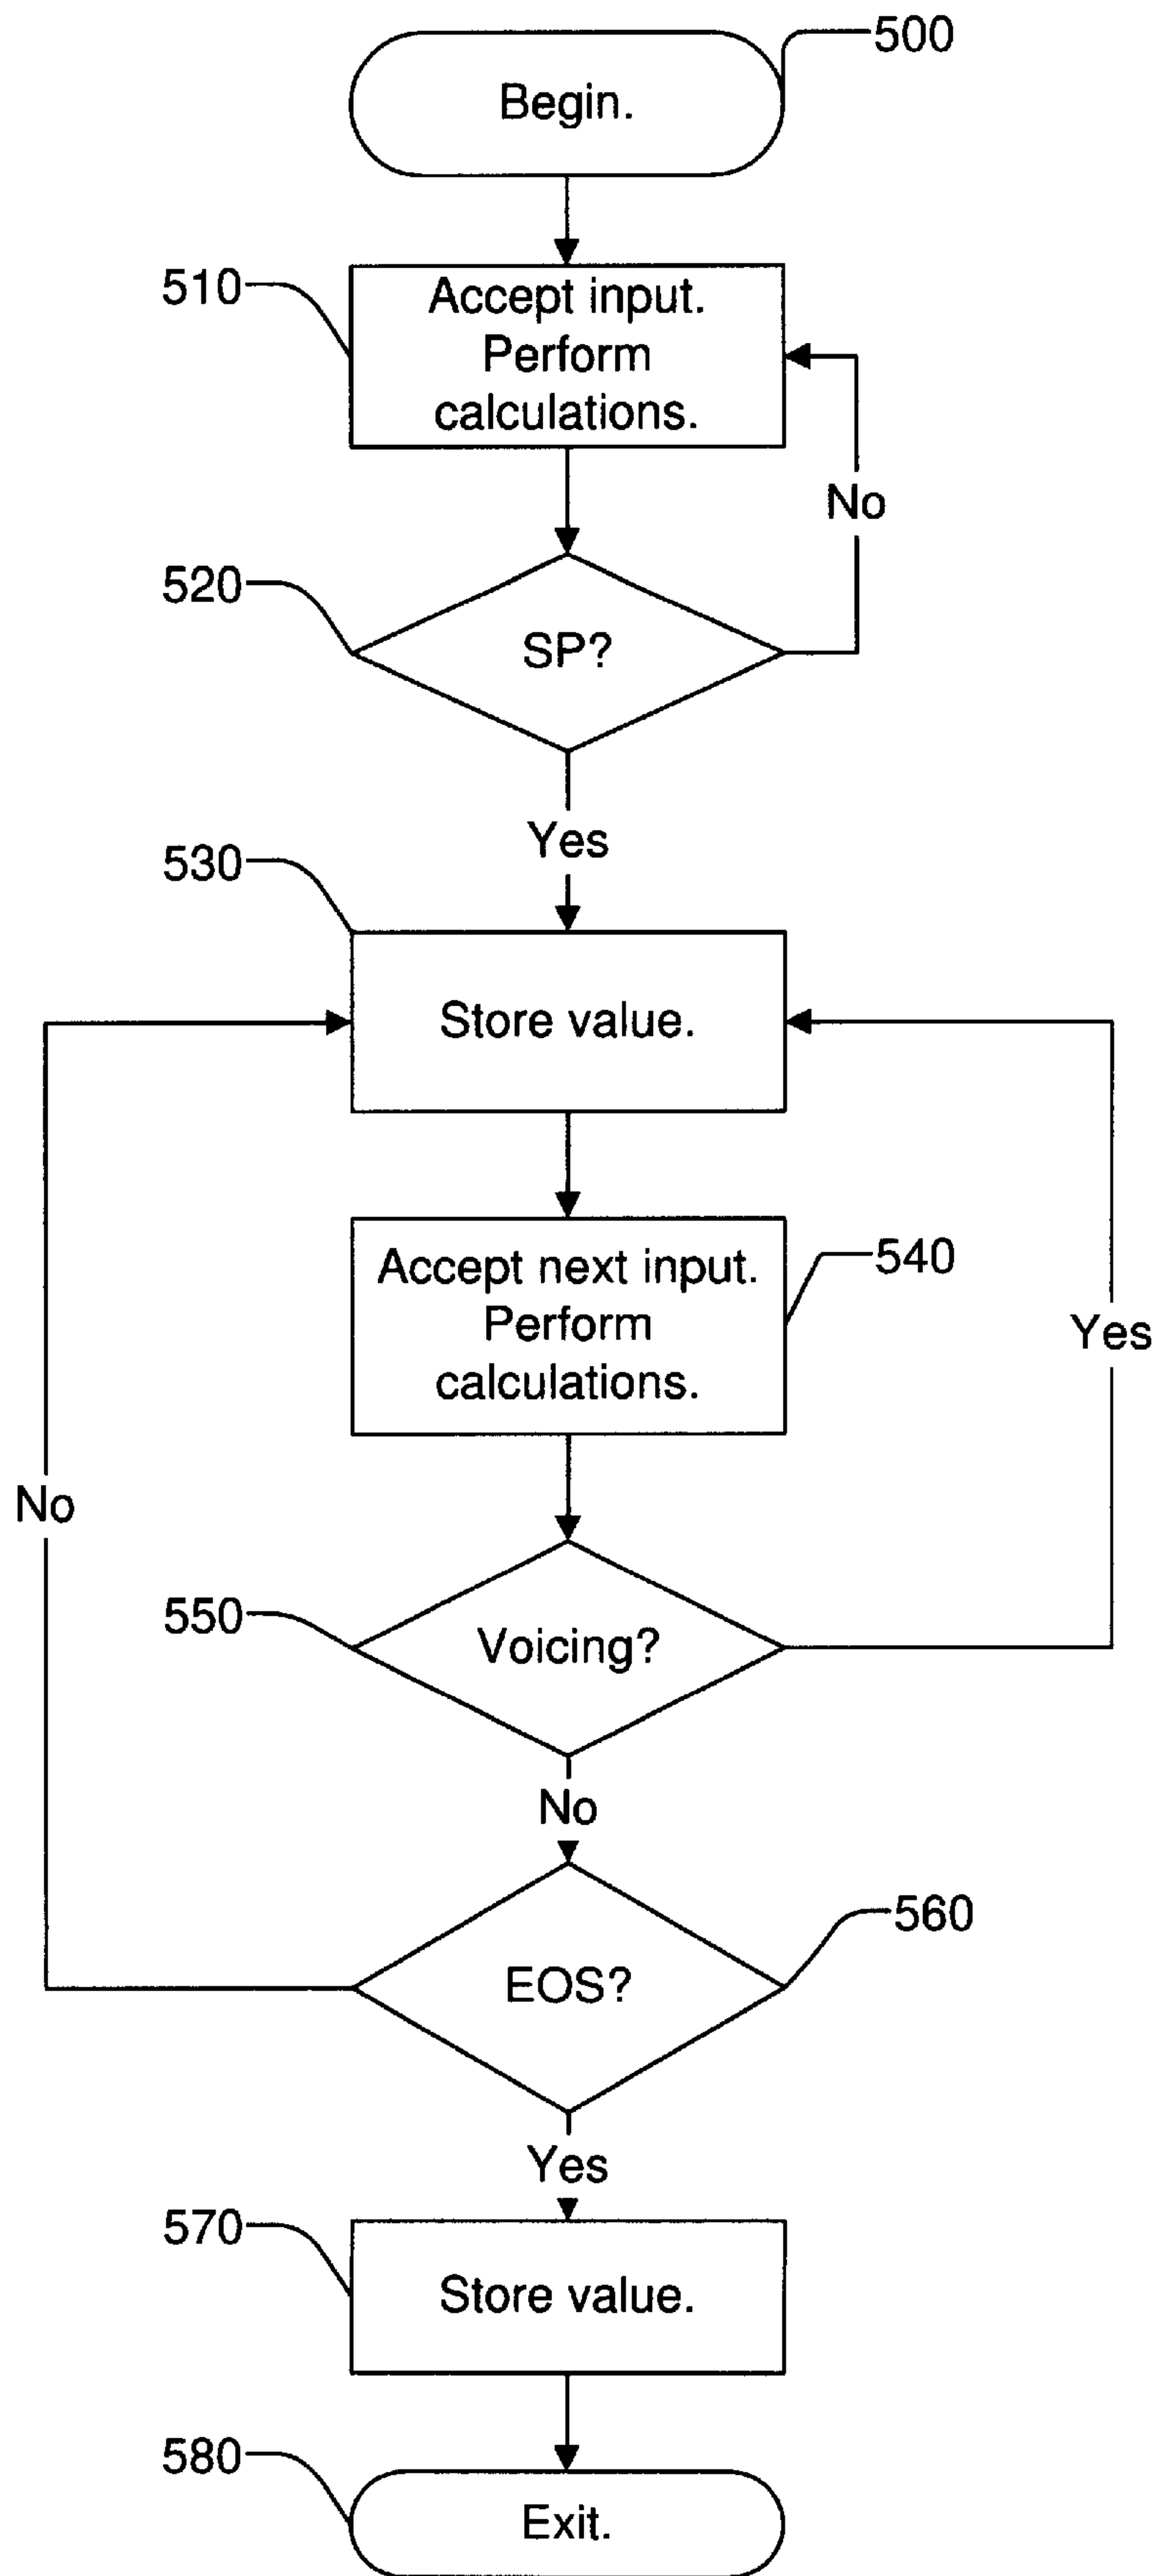 500
Begin.
510
Accept input.
Perform
calculations.
No
520
SP?
Yes
530
Store value.
Accept next input.
Perform
calculations.
540
Yes
No
550
Voicing?
No
560
EOS?
Yes
570
Store value.
580
Exit.